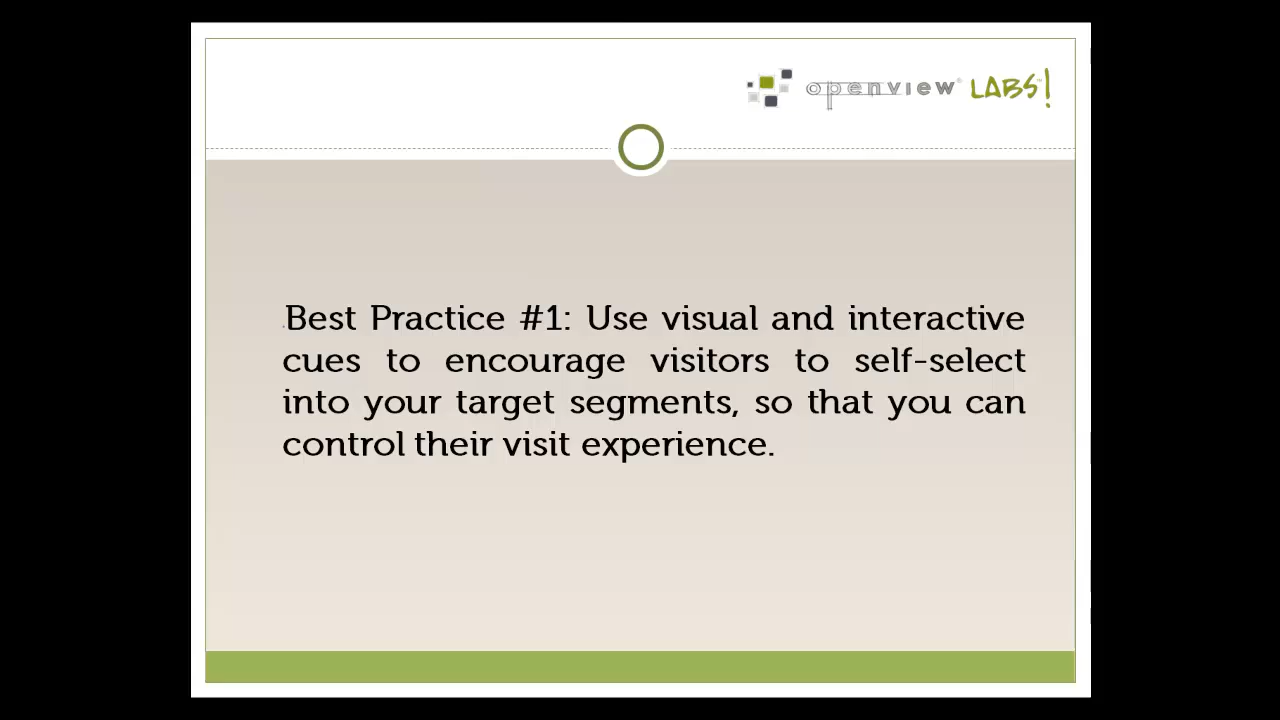 openview® LABS!
Best Practice #1: Use visual and interactive
cues to encourage visitors to self-select
into your target segments, so that you can
control their visit experience.